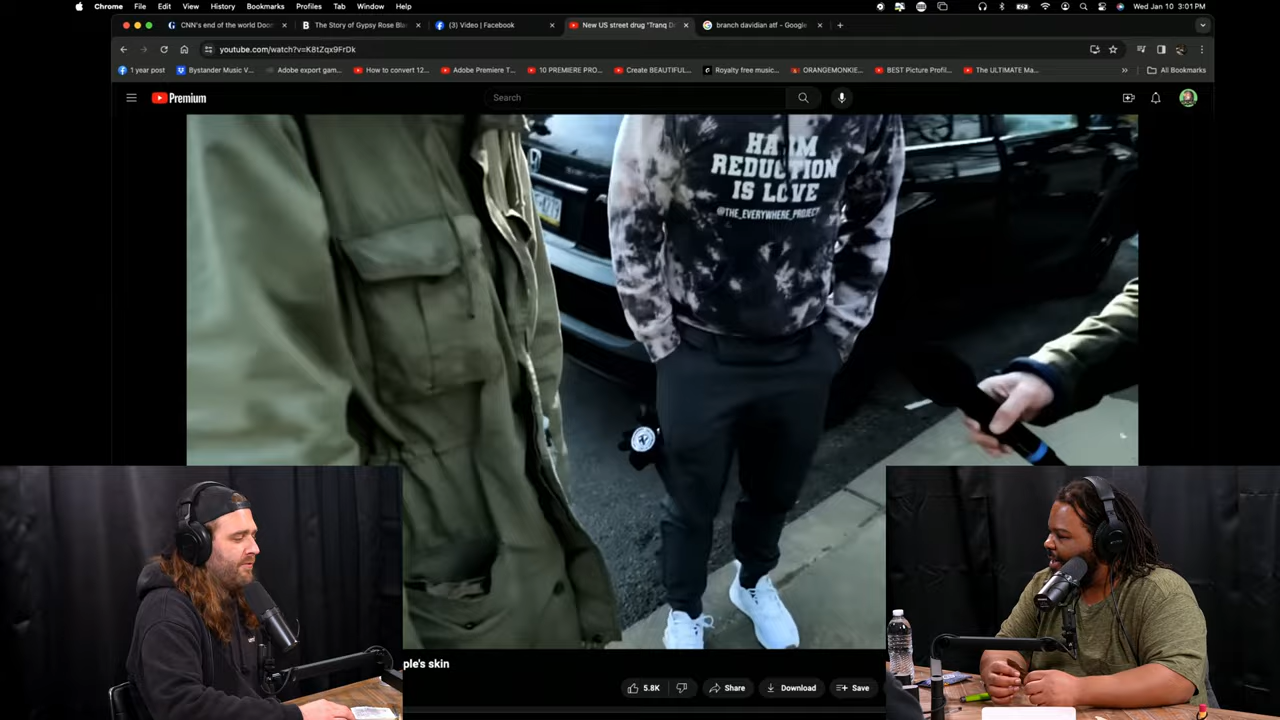 Chrome File Edit View History Bookmarks Profiles Tab Window Help
Wed Jan 10 3:01 PM
CNN's end of the world Doom
The Story of Gypsy Rose Bla
(3) Video | Facebook
New US street drug "Tranq D
branch davidian atf - Google
youtube.com/watch?v=K8tZqx9FrDk
1 year post
Bystander Music V...
Adobe export gam...
How to convert 12...
Adobe Premiere T...
10 PREMIERE PRO...
Create BEAUTIFUL...
Royalty free music...
ORANGEMONKIE...
BEST Picture Profil...
The ULTIMATE Ma...
All Bookmarks
Premium
Search
HARM
REDUCTION
IS LOVE
@THE_EVERYWHERE_PROJECT
ple's skin
5.8K
Share
Download
Save